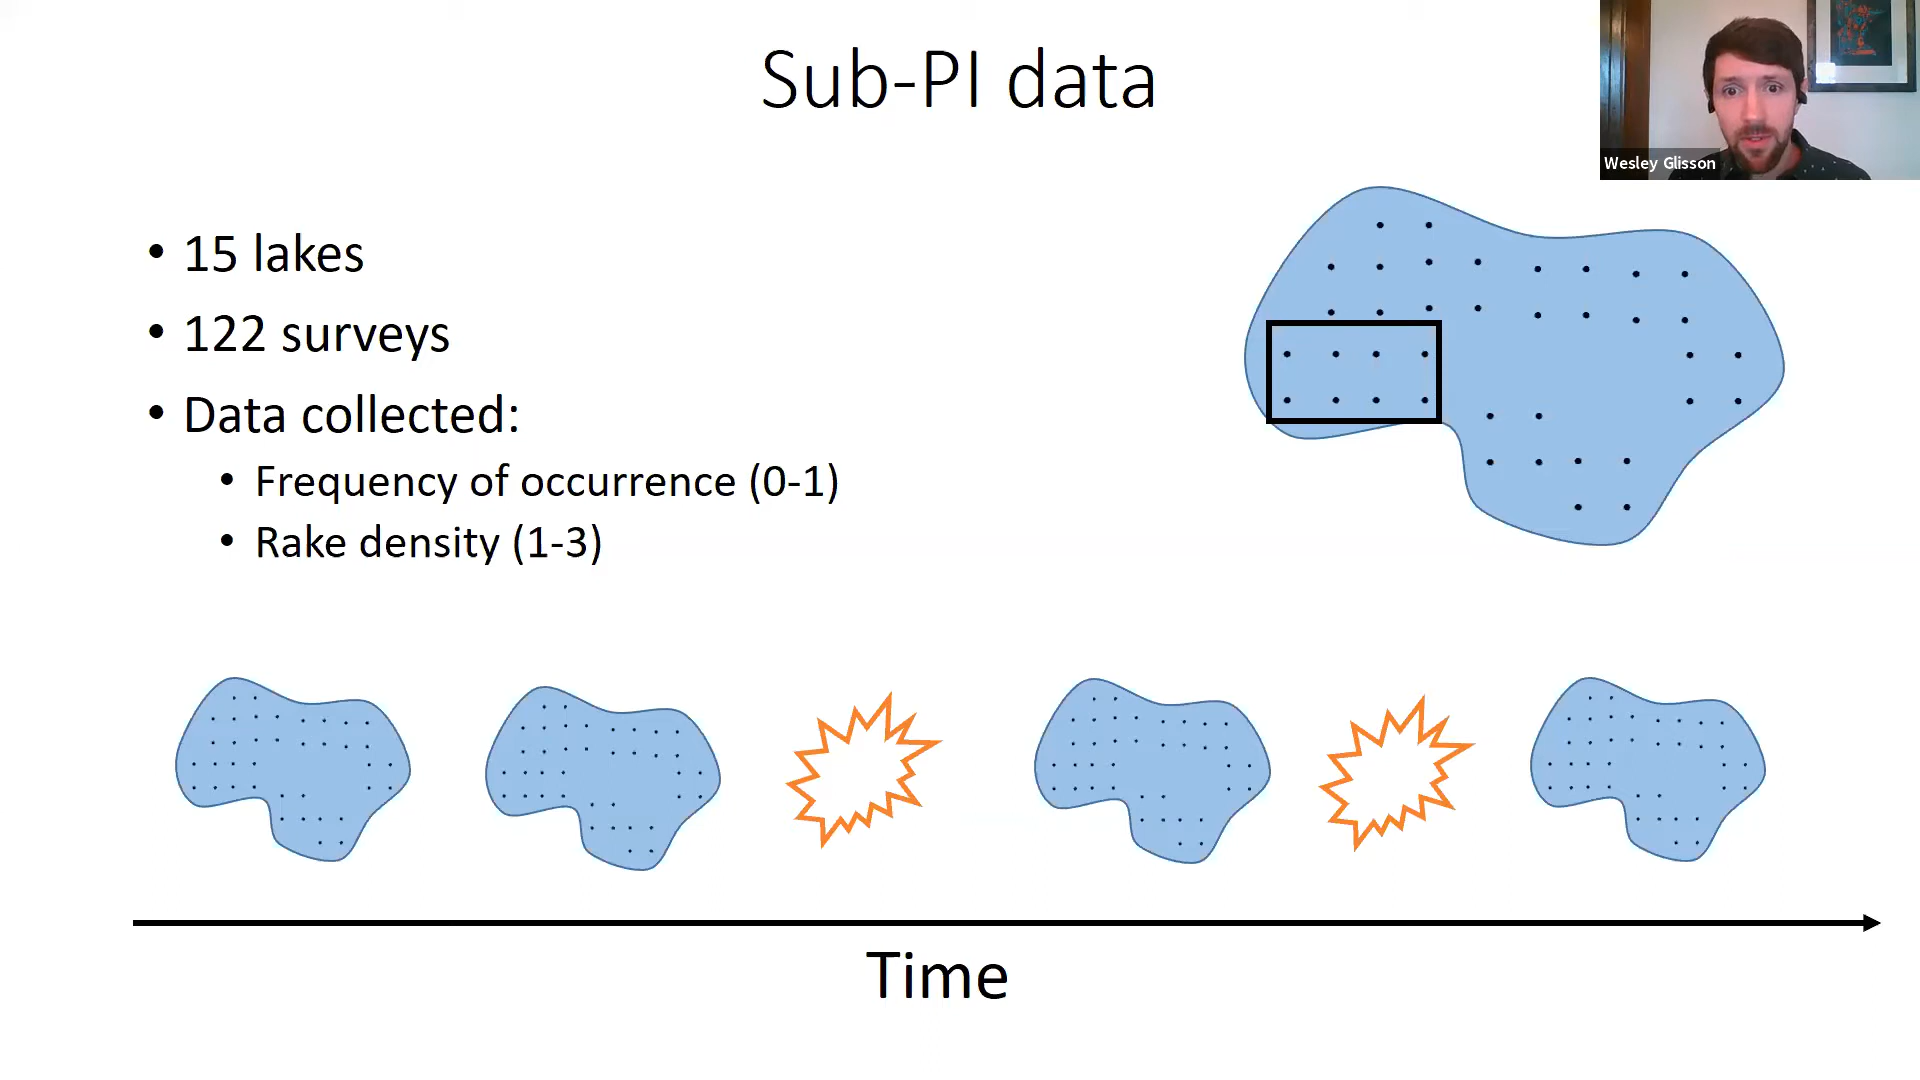 Sub-PI data
Wesley Glisson
• 15 lakes
• 122 surveys
• Data collected:
• Frequency of occurrence (0-1)
• Rake density (1-3)
Time